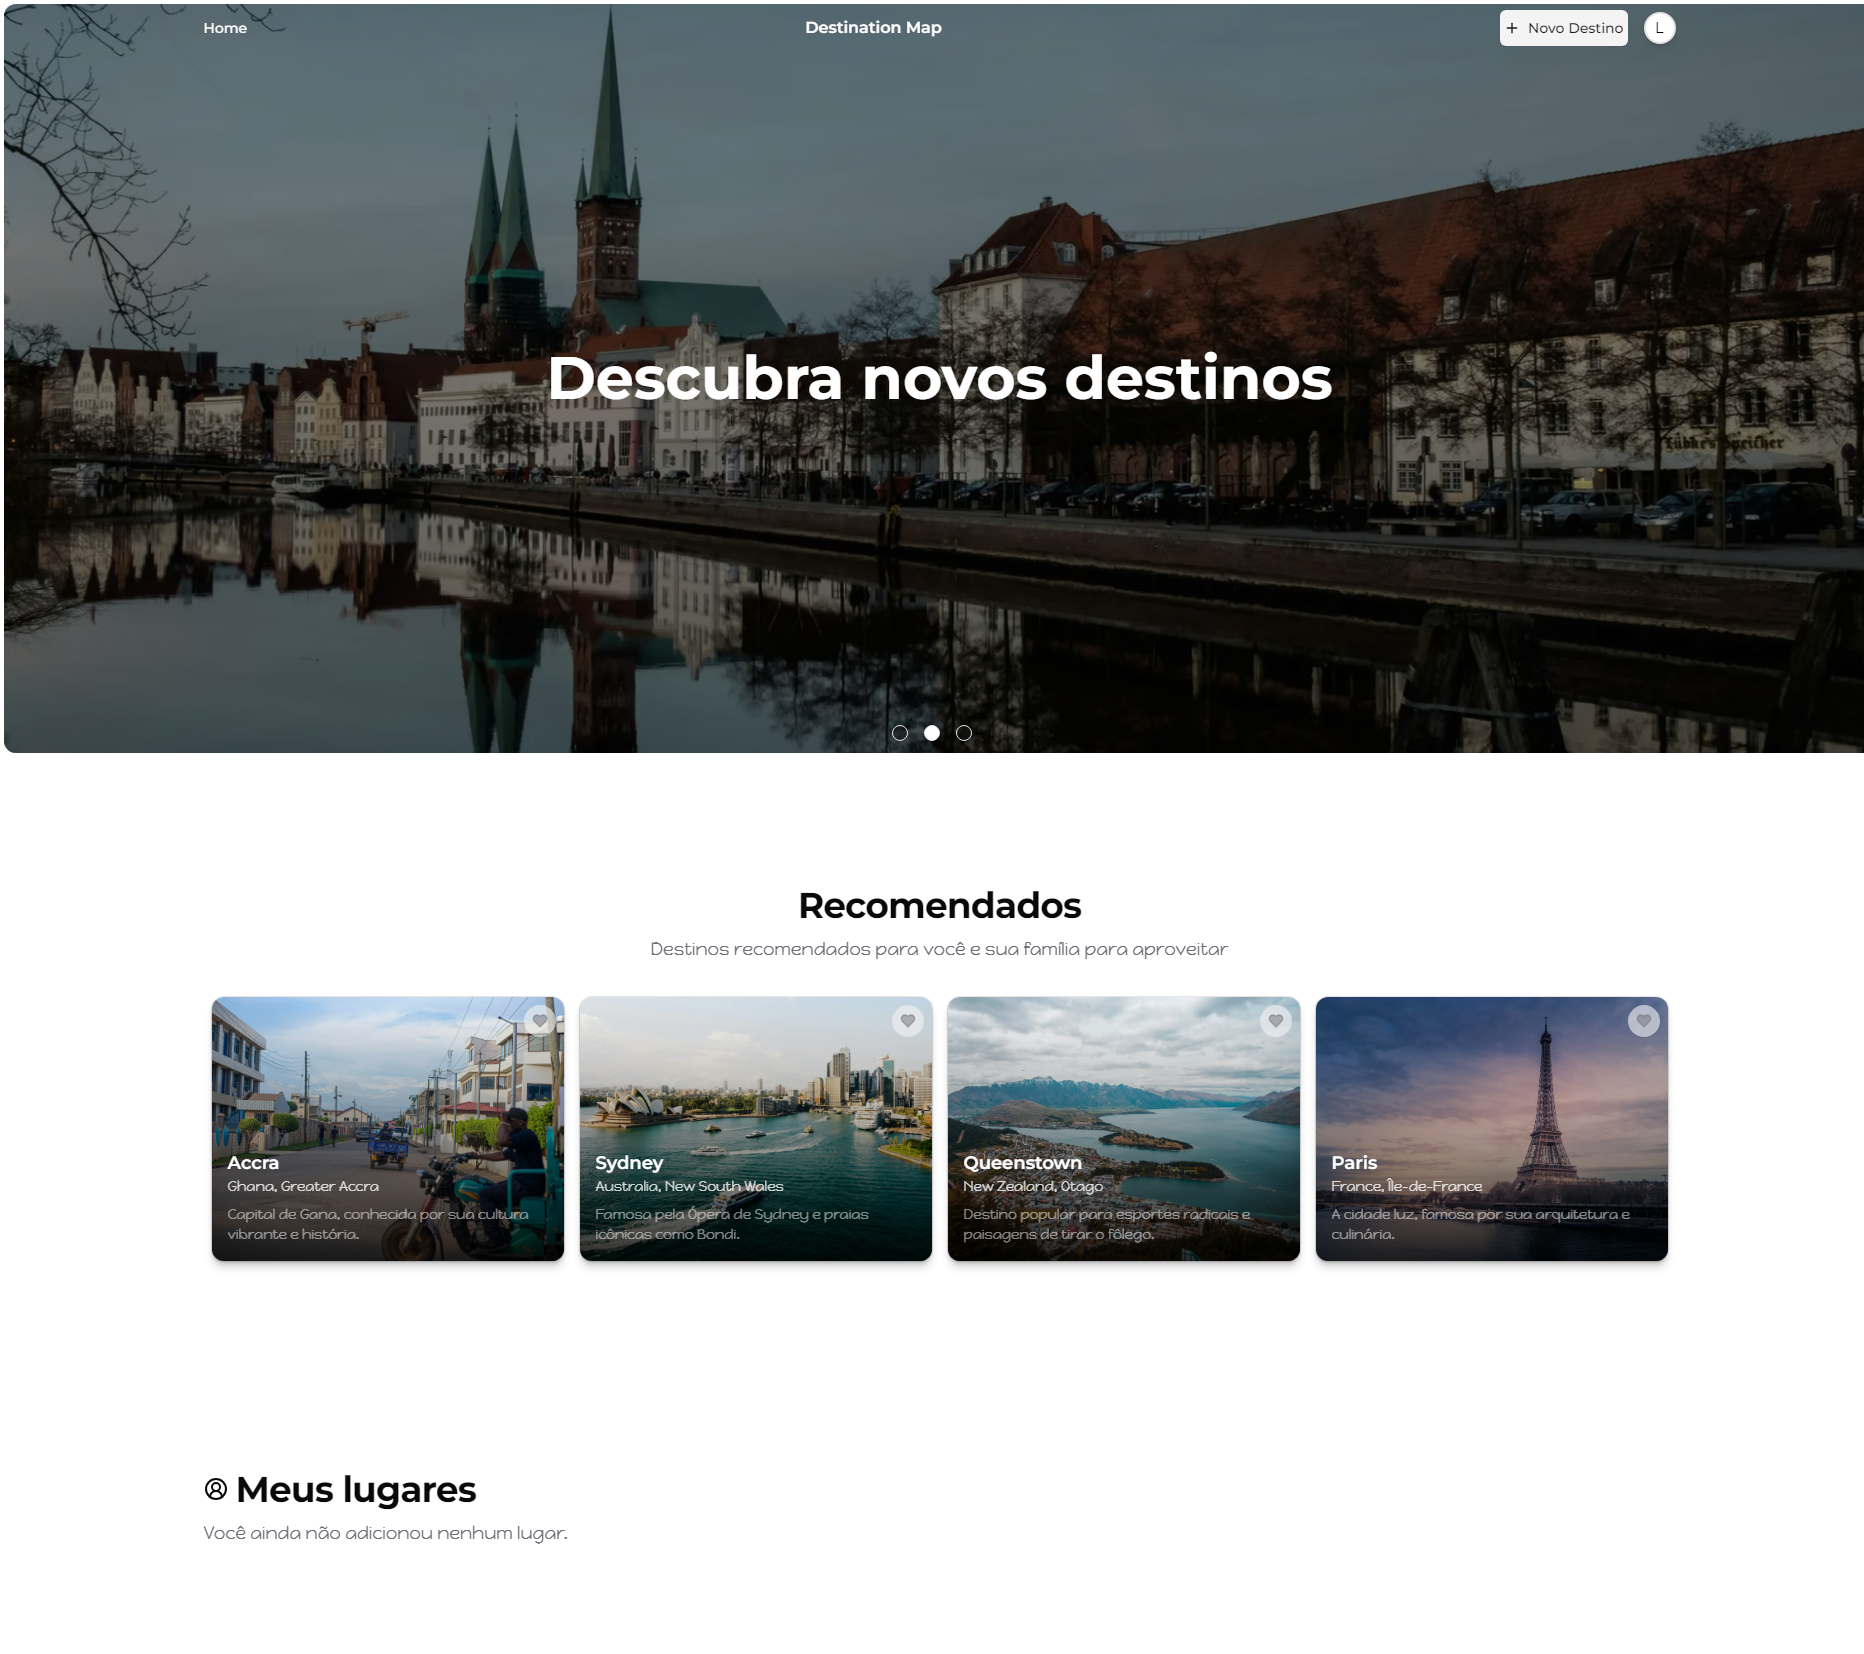 Home
Destination Map
+ Novo Destino
L
Descubra novos destinos
Lübker Speicher
Recomendados
Destinos recomendados para você e sua família para aproveitar
Accra
Ghana, Greater Accra
Capital de Gana, conhecida por sua cultura
vibrante e história.
Sydney
Australia, New South Wales
Famosa pela Ópera de Sydney e praias
icônicas como Bondi.
Queenstown
New Zealand, Otago
Destino popular para esportes radicais e
paisagens de tirar o fôlego.
Paris
France, Île-de-France
A cidade luz, famosa por sua arquitetura e
culinária.
Meus lugares
Você ainda não adicionou nenhum lugar.